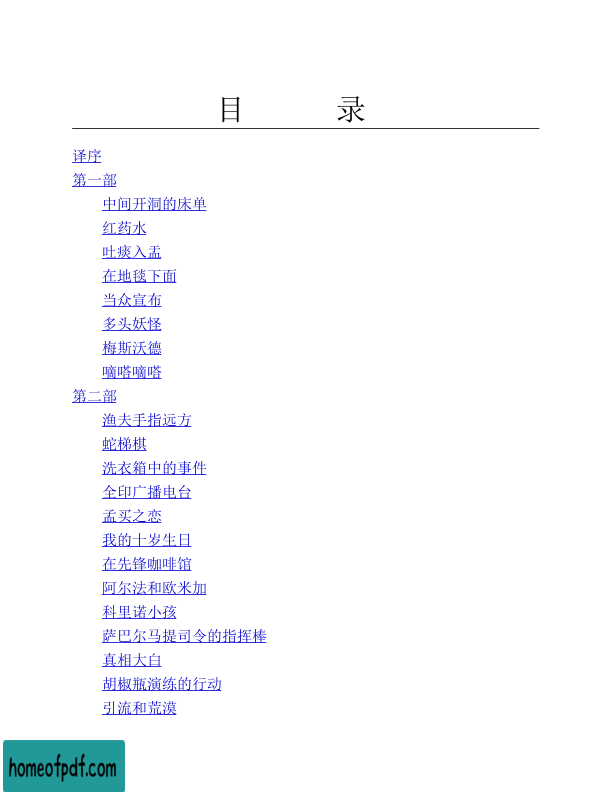 目 录
译序
第一部
中间开洞的床单
红药水
吐痰入盂
在地毯下面
当众宣布
多头妖怪
梅斯沃德
嘀嗒嘀嗒
第二部
渔夫手指远方
蛇梯棋
洗衣箱中的事件
全印广播电台
孟买之恋
我的十岁生日
在先锋咖啡馆
阿尔法和欧米加
科里诺小孩
萨巴尔马提司令的指挥棒
真相大白
胡椒瓶演练的行动
引流和荒漠
homeofpdf.com